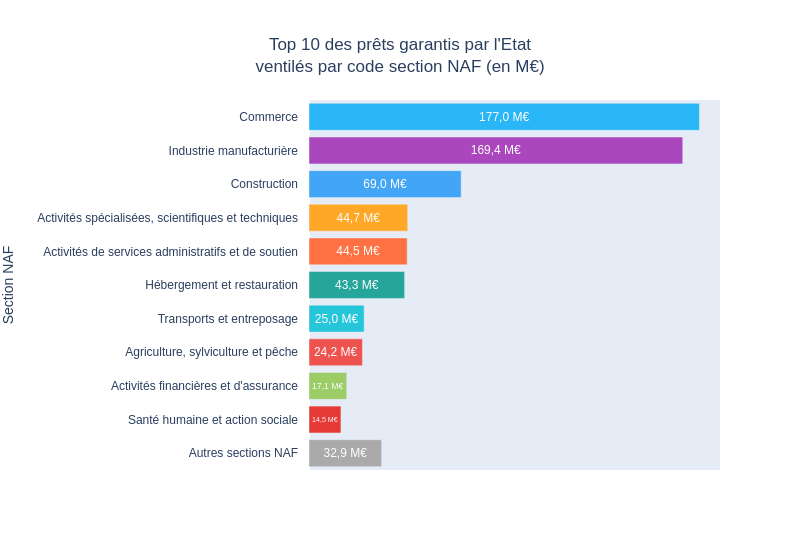 Top 10 des prêts garantis par l'Etat
ventilés par code section NAF (en M€)
Section NAF
Commerce 177,0 M€
Industrie manufacturière 169,4 M€
Construction 69,0 M€
Activités spécialisées, scientifiques et techniques 44,7 M€
Activités de services administratifs et de soutien 44,5 M€
Hébergement et restauration 43,3 M€
Transports et entreposage 25,0 M€
Agriculture, sylviculture et pêche 24,2 M€
Activités financières et d'assurance 17,1 M€
Santé humaine et action sociale 14,5 M€
Autres sections NAF 32,9 M€